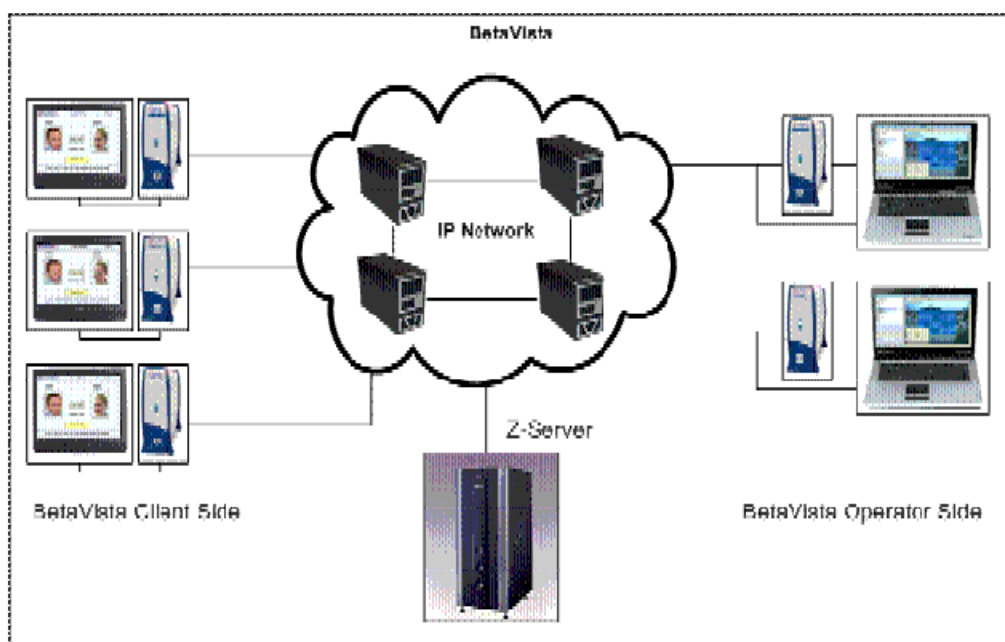 BetaVista
IP Network
Z-Server
BetaVista Client Side
BetaVista Operator Side